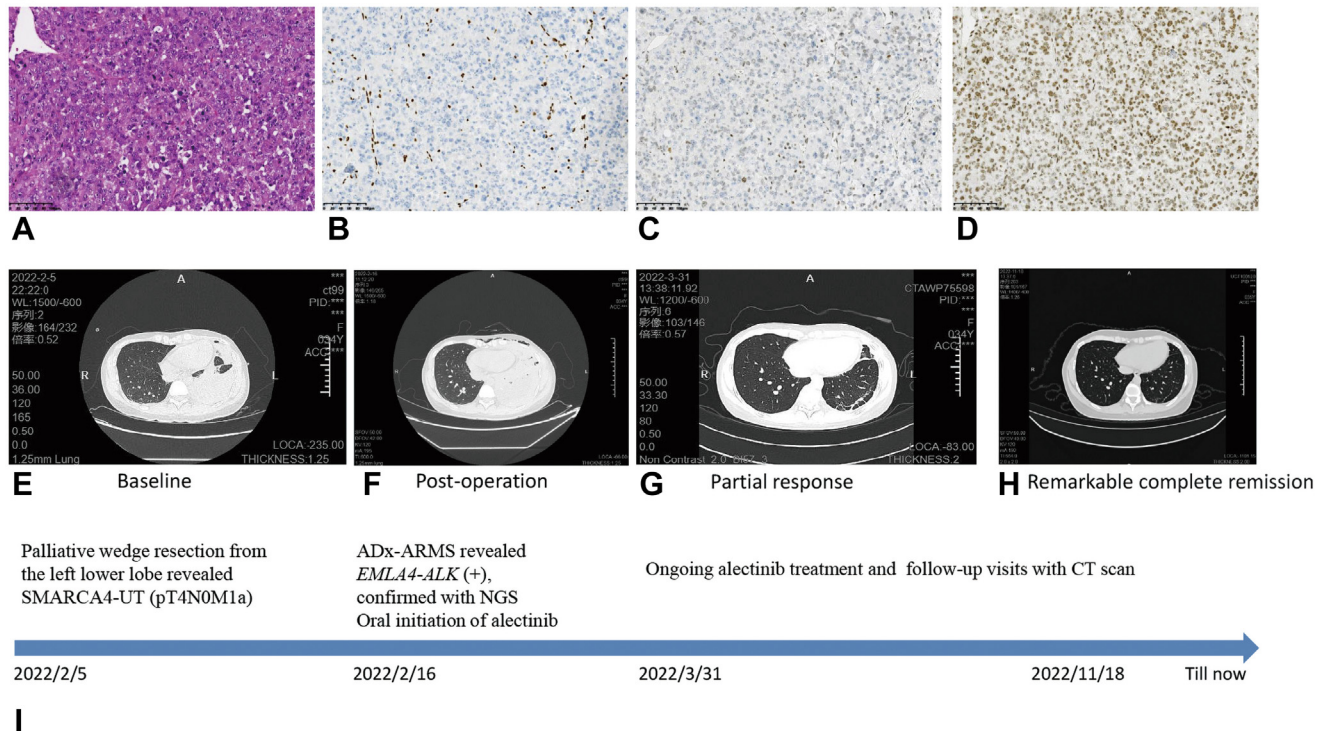 A
B
C
D
2022-2-5
22:22:0
WL:1500/-600
序列:2
影像:164/232
倍率:0.52
A
***
ct99
PID:***
***
F
034Y
ACC:***
R
L
50.00
36.00
120
165
0.50
0.0
1.25mm Lung
LOCA:-235.00
THICKNESS:1.25
A
R
L
2022-3-31
13:38:11.92
WL:1200/-600
序列:6
影像:103/146
倍率:0.57
A
***
CTAWP75598
PID:***
***
F
034Y
ACC:***
R
L
50.00
33.30
120
80
0.50
0.0
Non Contrast 2.0
LOCA:-83.00
THICKNESS:2
A
R
L
E Baseline
F Post-operation
G Partial response
H Remarkable complete remission
Palliative wedge resection from
the left lower lobe revealed
SMARCA4-UT (pT4N0M1a)
ADx-ARMS revealed
EMLA4-ALK (+),
confirmed with NGS
Oral initiation of alectinib
Ongoing alectinib treatment and follow-up visits with CT scan
2022/2/5
2022/2/16
2022/3/31
2022/11/18
Till now
I